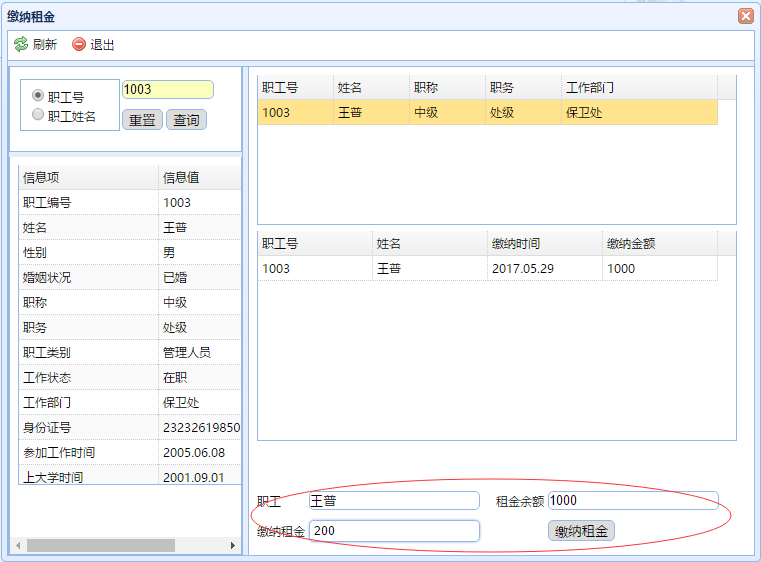 缴纳租金
刷新 退出
职工号 1003
职工姓名 重置 查询
信息项 信息值
职工编号 1003
姓名 王普
性别 男
婚姻状况 已婚
职称 中级
职务 处级
职工类别 管理人员
工作状态 在职
工作部门 保卫处
身份证号 23232619850
参加工作时间 2005.06.08
上大学时间 2001.09.01
职工号 姓名 职称 职务 工作部门
1003 王普 中级 处级 保卫处
职工号 姓名 缴纳时间 缴纳金额
1003 王普 2017.05.29 1000
职工 王普 租金余额 1000
缴纳租金 200 缴纳租金